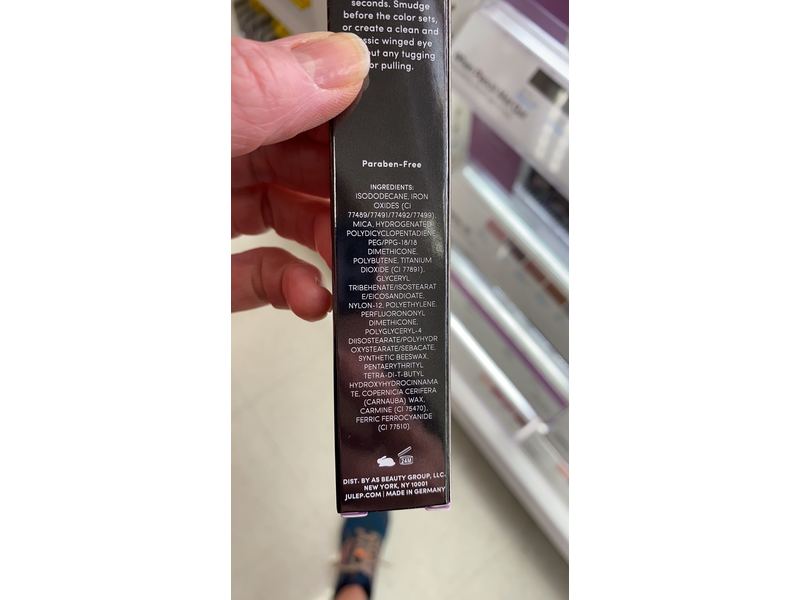 seconds. Smudge
before the color sets,
or create a clean and
ssic winged eye
out any tugging
or pulling.
Paraben-Free
INGREDIENTS:
ISODODECANE, IRON
OXIDES (CI
77489/77491/77492/77499),
MICA, HYDROGENATED
POLYDICYCLOPENTADIENE,
PEG/PPG-18/18
DIMETHICONE,
POLYBUTENE, TITANIUM
DIOXIDE (CI 77891),
GLYCERYL
TRIBEHENATE/ISOSTEARAT
E/EICOSANDIOATE,
NYLON-12, POLYETHYLENE,
PERFLUORONONYL
DIMETHICONE,
POLYGLYCERYL-4
DIISOSTEARATE/POLYHYDR
OXYSTEARATE/SEBACATE,
SYNTHETIC BEESWAX,
PENTAERYTHRITYL
TETRA-DI-T-BUTYL
HYDROXYHYDROCINNAMA
TE, COPERNICIA CERIFERA
(CARNAUBA) WAX,
CARMINE (CI 75470),
FERRIC FERROCYANIDE
(CI 77510).
24M
DIST. BY AS BEAUTY GROUP, LLC.
NEW YORK, NY 10001
JULEP.COM | MADE IN GERMANY